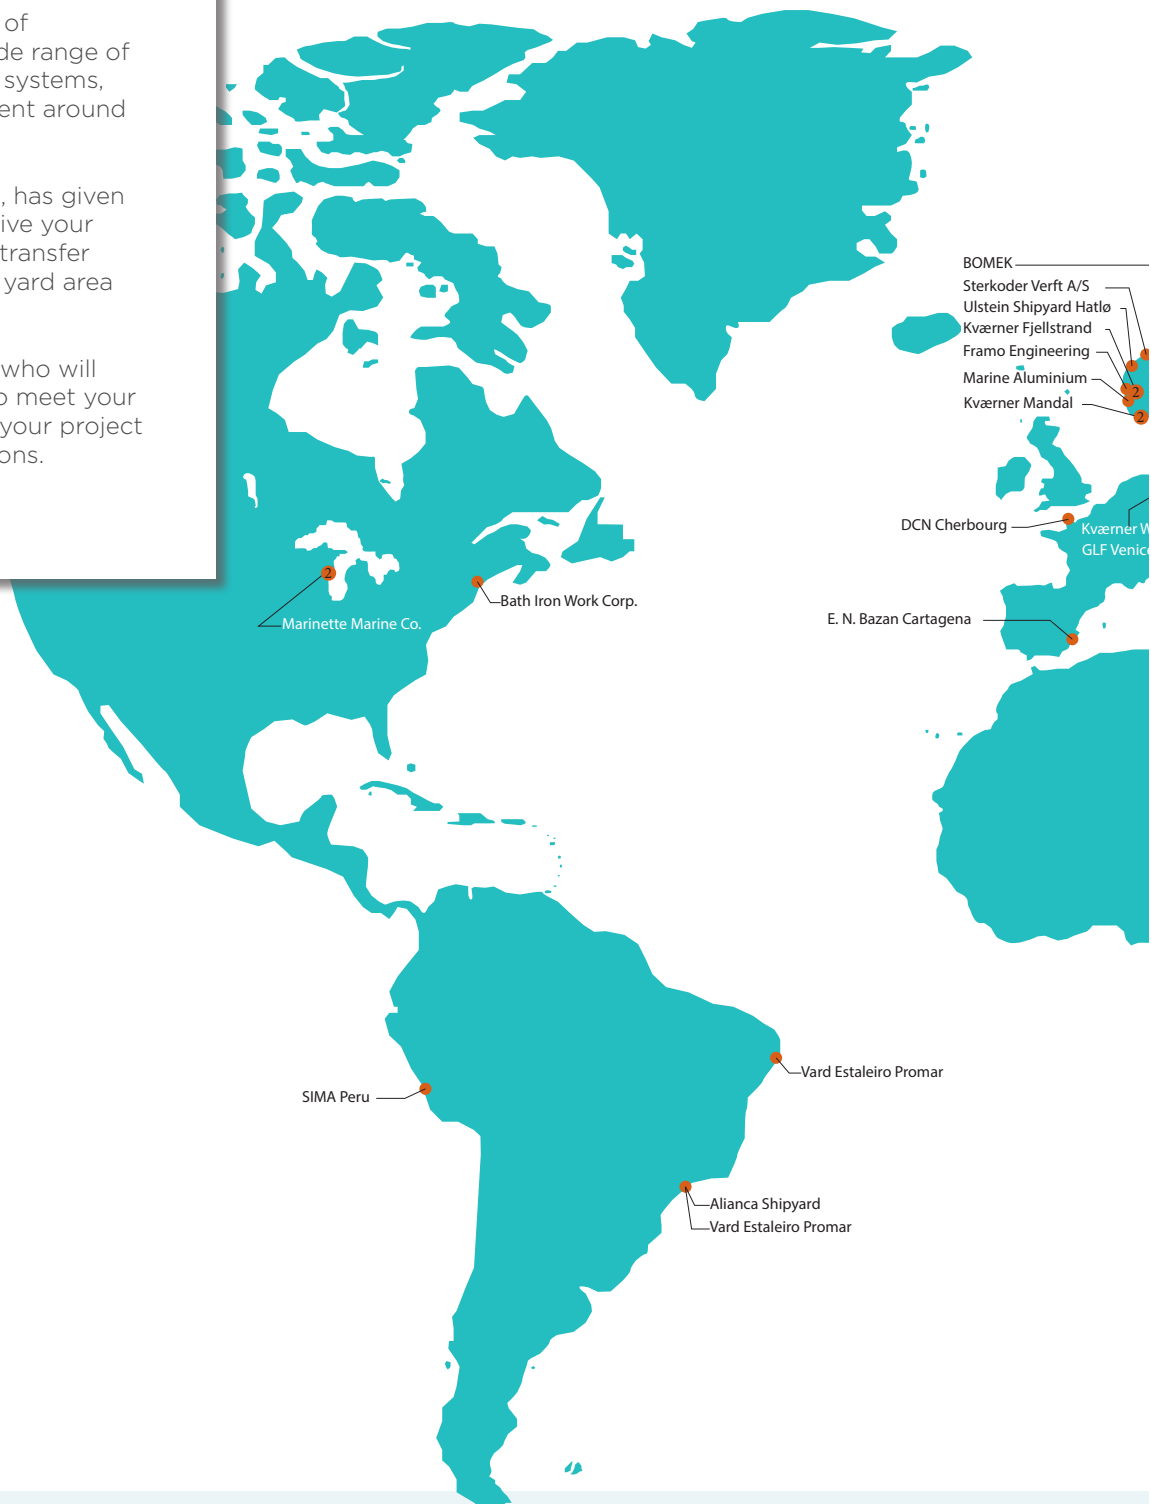 of
de range of
systems,
ent around
, has given
ive your
transfer
yard area
who will
o meet your
your project
ons.
BOMEK
Sterkoder Verft A/S
Ulstein Shipyard Hatlø
Kværner Fjellstrand
Framo Engineering
Marine Aluminium
Kværner Mandal
2
2
DCN Cherbourg
Kværner W
GLF Venice
E. N. Bazan Cartagena
2
Bath Iron Work Corp.
Marinette Marine Co.
Vard Estaleiro Promar
SIMA Peru
Alianca Shipyard
Vard Estaleiro Promar